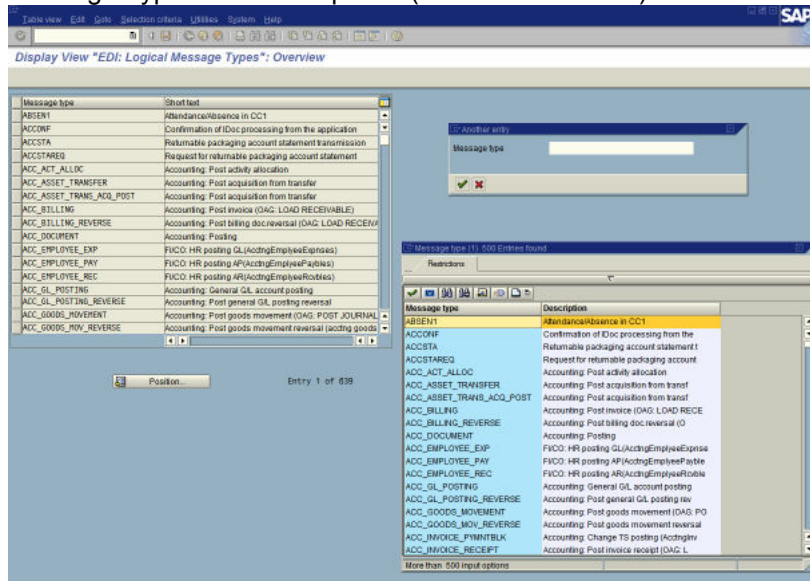 Table view Edit Goto Selection criteria Utilities System Help
SAP
Display View "EDI: Logical Message Types": Overview
Message type Short text
ABSEN1 Attendance/Absence in CC1
ACCONF Confirmation of IDoc processing from the application
ACCSTA Returnable packaging account statement transmission
ACCSTAREQ Request for returnable packaging account statement
ACC_ACT_ALLOC Accounting: Post activity allocation
ACC_ASSET_TRANSFER Accounting: Post acquisition from transfer
ACC_ASSET_TRANS_ACQ_POST Accounting: Post acquisition from transfer
ACC_BILLING Accounting: Post invoice (OAG: LOAD RECEIVABLE)
ACC_BILLING_REVERSE Accounting: Post billing doc.reversal (OAG: LOAD RECEIVA
ACC_DOCUMENT Accounting: Posting
ACC_EMPLOYEE_EXP FI/CO: HR posting GL(AcctngEmplyeeExpnses)
ACC_EMPLOYEE_PAY FI/CO: HR posting AP(AcctngEmplyeePaybles)
ACC_EMPLOYEE_REC FI/CO: HR posting AR(AcctngEmplyeeRcvbles)
ACC_GL_POSTING Accounting: General G/L account posting
ACC_GL_POSTING_REVERSE Accounting: Post general G/L posting reversal
ACC_GOODS_MOVEMENT Accounting: Post goods movement (OAG: POST JOURNAL
ACC_GOODS_MOV_REVERSE Accounting: Post goods movement reversal (acctng goods
Position... Entry 1 of 639
Another entry
Message type
Message type (1) 500 Entries found
Restrictions
Message type Description
ABSEN1 Attendance/Absence in CC1
ACCONF Confirmation of IDoc processing from the
ACCSTA Returnable packaging account statement t
ACCSTAREQ Request for returnable packaging account
ACC_ACT_ALLOC Accounting: Post activity allocation
ACC_ASSET_TRANSFER Accounting: Post acquisition from transf
ACC_ASSET_TRANS_ACQ_POST Accounting: Post acquisition from transf
ACC_BILLING Accounting: Post invoice (OAG: LOAD RECE
ACC_BILLING_REVERSE Accounting: Post billing doc.reversal (O
ACC_DOCUMENT Accounting: Posting
ACC_EMPLOYEE_EXP FI/CO: HR posting GL(AcctngEmplyeeExpnse
ACC_EMPLOYEE_PAY FI/CO: HR posting AP(AcctngEmplyeePayble
ACC_EMPLOYEE_REC FI/CO: HR posting AR(AcctngEmplyeeRcvble
ACC_GL_POSTING Accounting: General G/L account posting
ACC_GL_POSTING_REVERSE Accounting: Post general G/L posting rev
ACC_GOODS_MOVEMENT Accounting: Post goods movement (OAG: PO
ACC_GOODS_MOV_REVERSE Accounting: Post goods movement reversal
ACC_INVOICE_PYMNTBLK Accounting: Change TS posting (AcctngInv
ACC_INVOICE_RECEIPT Accounting: Post invoice receipt (OAG: L
More than 500 input options